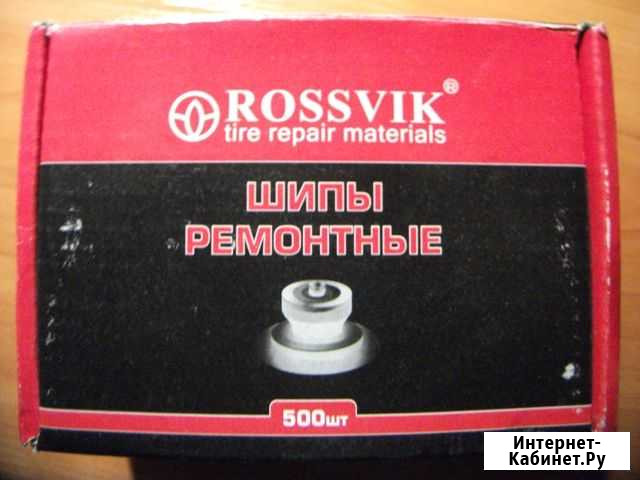 ROSSVIK®
tire repair materials
ШИПЫ
РЕМОНТНЫЕ
500шт
Интернет-
Кабинет.Ру